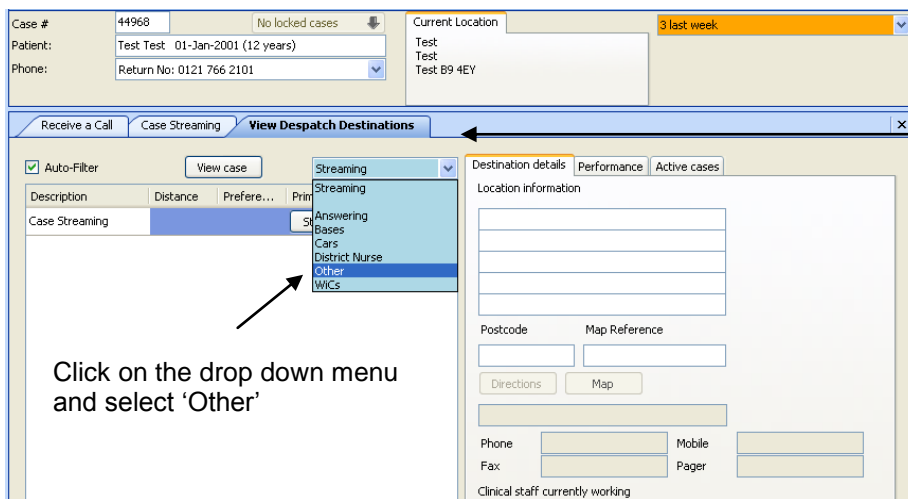 Case # 44968 No locked cases
Patient: Test Test 01-Jan-2001 (12 years)
Phone: Return No: 0121 766 2101
Current Location
Test
Test
Test B9 4EY
3 last week
Receive a Call Case Streaming View Despatch Destinations
Auto-Filter View case Streaming
Description Distance Prefere...
Case Streaming
Streaming
Answering
Bases
Cars
District Nurse
Other
WiCs
Click on the drop down menu
and select ‘Other’
Destination details Performance Active cases
Location information
Postcode Map Reference
Directions Map
Phone Mobile
Fax Pager
Clinical staff currently working